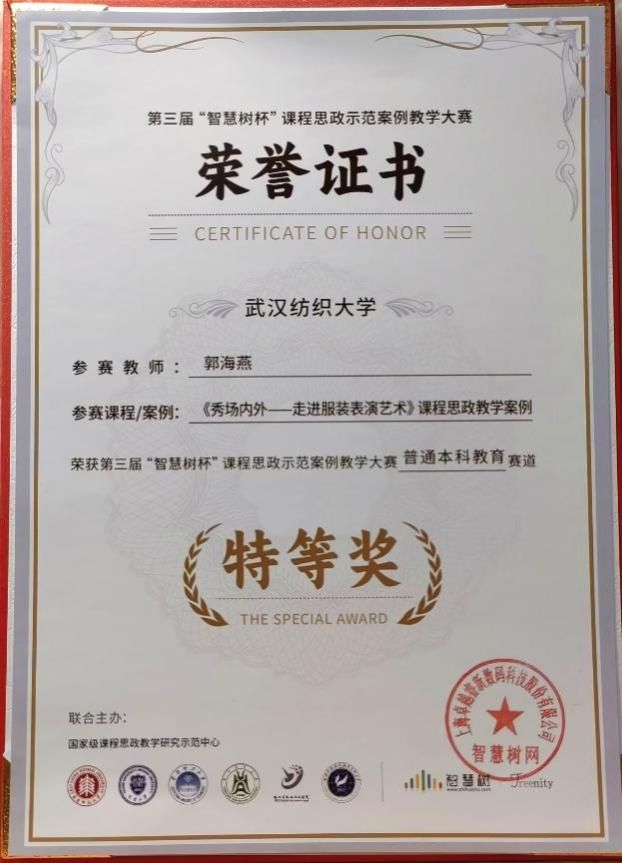 第三届“智慧树杯”课程思政示范案例教学大赛
荣誉证书
CERTIFICATE OF HONOR
武汉纺织大学
参赛教师： 郭海燕
参赛课程/案例： 《秀场内外——走进服装表演艺术》课程思政教学案例
荣获第三届“智慧树杯”课程思政示范案例教学大赛 普通本科教育 赛道
特等奖
THE SPECIAL AWARD
上海卓越睿新数码科技股份有限公司
智慧树网
联合主办：
国家级课程思政教学研究示范中心
智慧树
Treenity